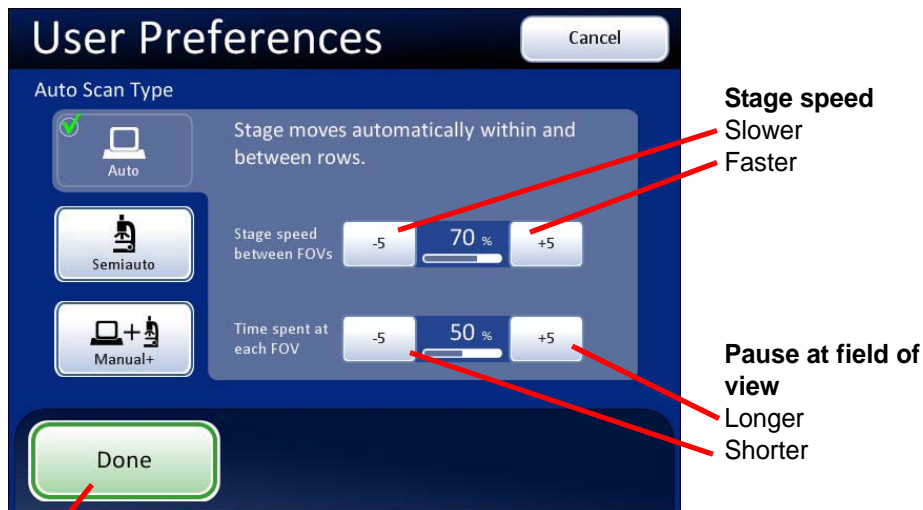 User Preferences
Cancel
Auto Scan Type
Auto
Stage moves automatically within and
between rows.
Semiauto
Stage speed
between FOVs
-5
70 %
+5
Manual+
Time spent at
each FOV
-5
50 %
+5
Done
Stage speed
Slower
Faster
Pause at field of
view
Longer
Shorter